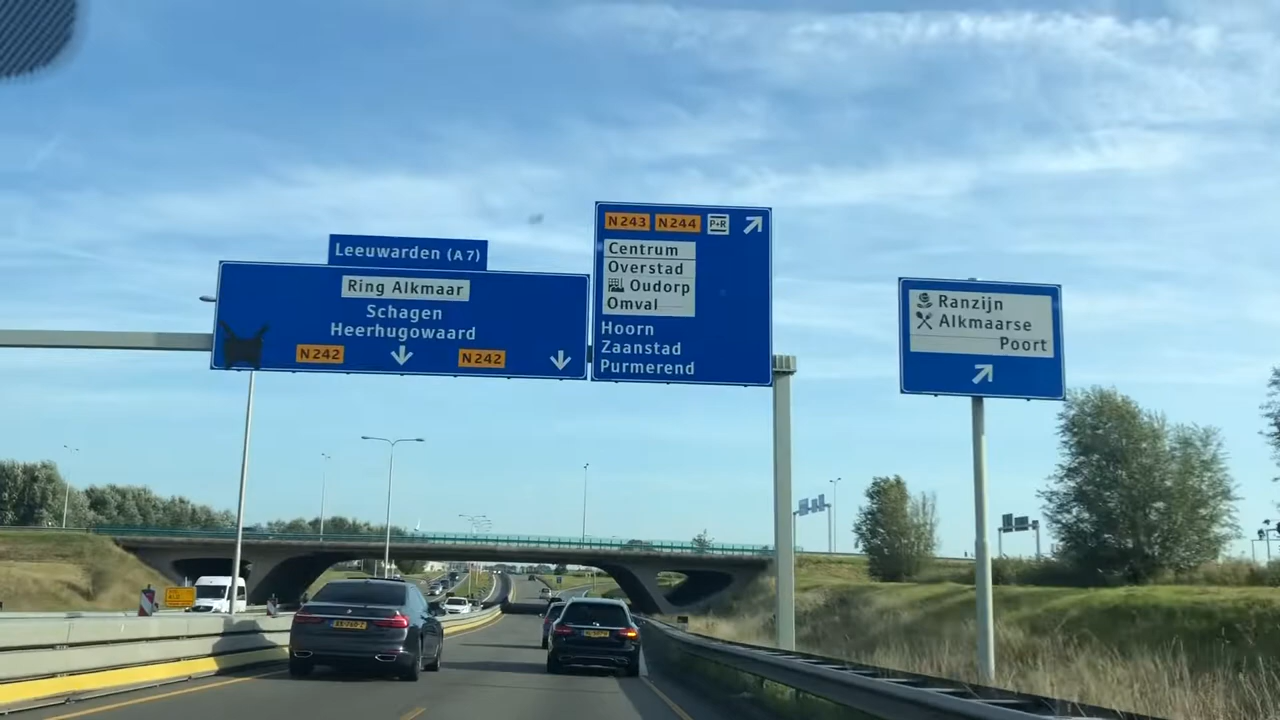 Leeuwarden (A7)
Ring Alkmaar
Schagen
Heerhugowaard
N242
N242
N243 N244 P+R
Centrum
Overstad
Oudorp
Omval
Hoorn
Zaanstad
Purmerend
Ranzijn
Alkmaarse
Poort